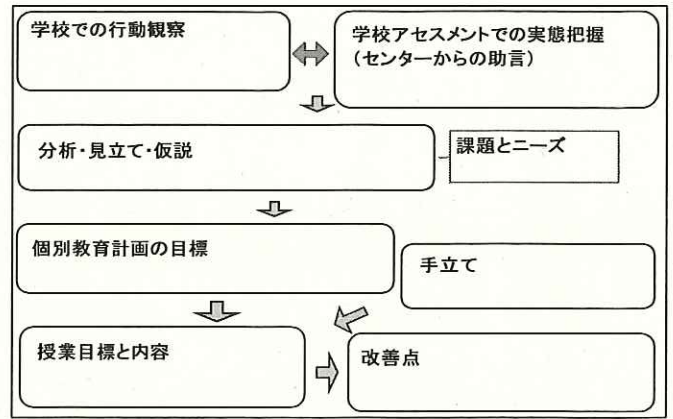 学校での行動観察
学校アセスメントでの実態把握
（センターからの助言）
分析・見立て・仮説
課題とニーズ
個別教育計画の目標
手立て
授業目標と内容
改善点